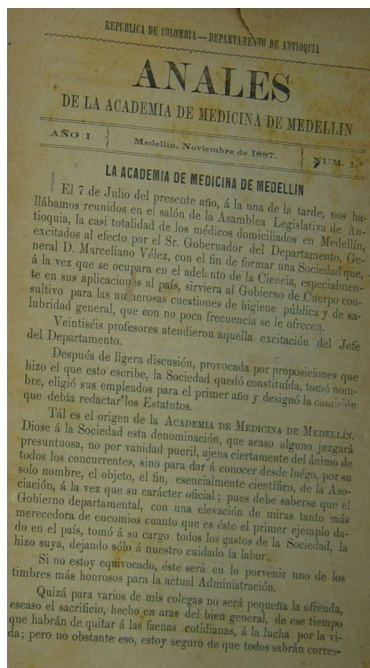 REPUBLICA DE COLOMBIA—DEPARTAMENTO DE ANTIOQUIA
ANALES
DE LA ACADEMIA DE MEDICINA DE MEDELLIN
AÑO I
Medellín, Noviembre de 1887.
NUM. 2.º
LA ACADEMIA DE MEDICINA DE MEDELLIN
El 7 de Julio del presente año, á la una de la tarde, nos ha-
llábamos reunidos en el salón de la Asamblea Legislativa de An-
tioquia, la casi totalidad de los médicos domiciliados en Medellín,
excitados al efecto por el Sr. Gobernador del Departamento, Ge-
neral D. Marceliano Vélez, con el fin de formar una Sociedad que,
á la vez que se ocupara en el adelanto de la Ciencia, especialmen-
te en sus aplicaciones al país, sirviera al Gobierno de Cuerpo con-
sultivo para las numerosas cuestiones de higiene pública y de sa-
lubridad general, que con no poca frecuencia se le ofrecen.
Veintiséis profesores atendieron aquella excitación del Jefe
del Departamento.
Después de ligera discusión, provocada por proposiciones que
hizo el que esto escribe, la Sociedad quedó constituída, tomó nom-
bre, eligió sus empleados para el primer año y designó la comisión
que debía redactar los Estatutos.
Tál es el origen de la ACADEMIA DE MEDICINA DE MEDELLÍN.
Diose á la Sociedad esta denominación, que acaso alguno juzgará
presuntuosa, no por vanidad pueril, ajena ciertamente del ánimo de
todos los concurrentes, sino para dar á conocer desde luégo, por su
solo nombre, el objeto, el fin, esencialmente científico, de la Aso-
ciación, á la vez que su carácter oficial; pues debe saberse que el
Gobierno departamental, con una elevación de miras tanto más
merecedora de encomios cuanto que es éste el primer ejemplo da-
do en el país, tomó á su cargo todos los gastos de la Sociedad, la
hizo suya, dejando sólo á nuestro cuidado la labor.
Si no estoy equivocado, éste será en lo porvenir uno de los
timbres más honrosos para la actual Administración.
Quizá para varios de mis colegas no será pequeña la ofrenda,
escaso el sacrificio, hecho en aras del bien general, de ese tiempo
que habrán de quitar á las faenas cotidianas, á la lucha por la vi-
da; pero no obstante eso, estoy seguro de que todos sabrán corres-